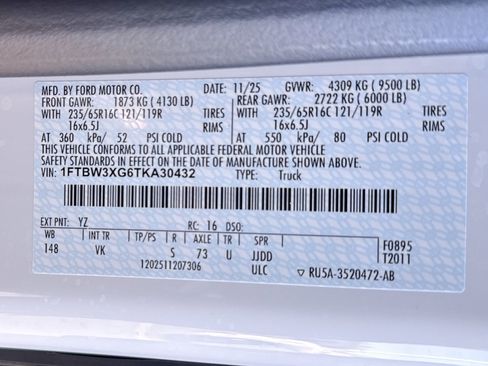 MFD. BY FORD MOTOR CO. DATE: 11/25 GVWR: 4309 KG ( 9500 LB)
FRONT GAWR: 1873 KG ( 4130 LB) REAR GAWR: 2722 KG ( 6000 LB)
WITH 235/65R16C 121/119R TIRES WITH 235/65R16C 121/119R TIRES
16x6.5J RIMS 16x6.5J RIMS
AT 360 kPa/ 52 PSI COLD AT 550 kPa/ 80 PSI COLD
THIS VEHICLE CONFORMS TO ALL APPLICABLE FEDERAL MOTOR VEHICLE
SAFETY STANDARDS IN EFFECT ON THE DATE OF MANUFACTURE SHOWN ABOVE.
VIN: 1FTBW3XG6TKA30432 TYPE: Truck
EXT PNT: YZ RC: 16 DSO: F0895
WB INT TR TP/PS R AXLE TR SPR T2011
148 VK S 73 U JJDD
1202511207306 ULC ▽ RU5A-3520472-AB